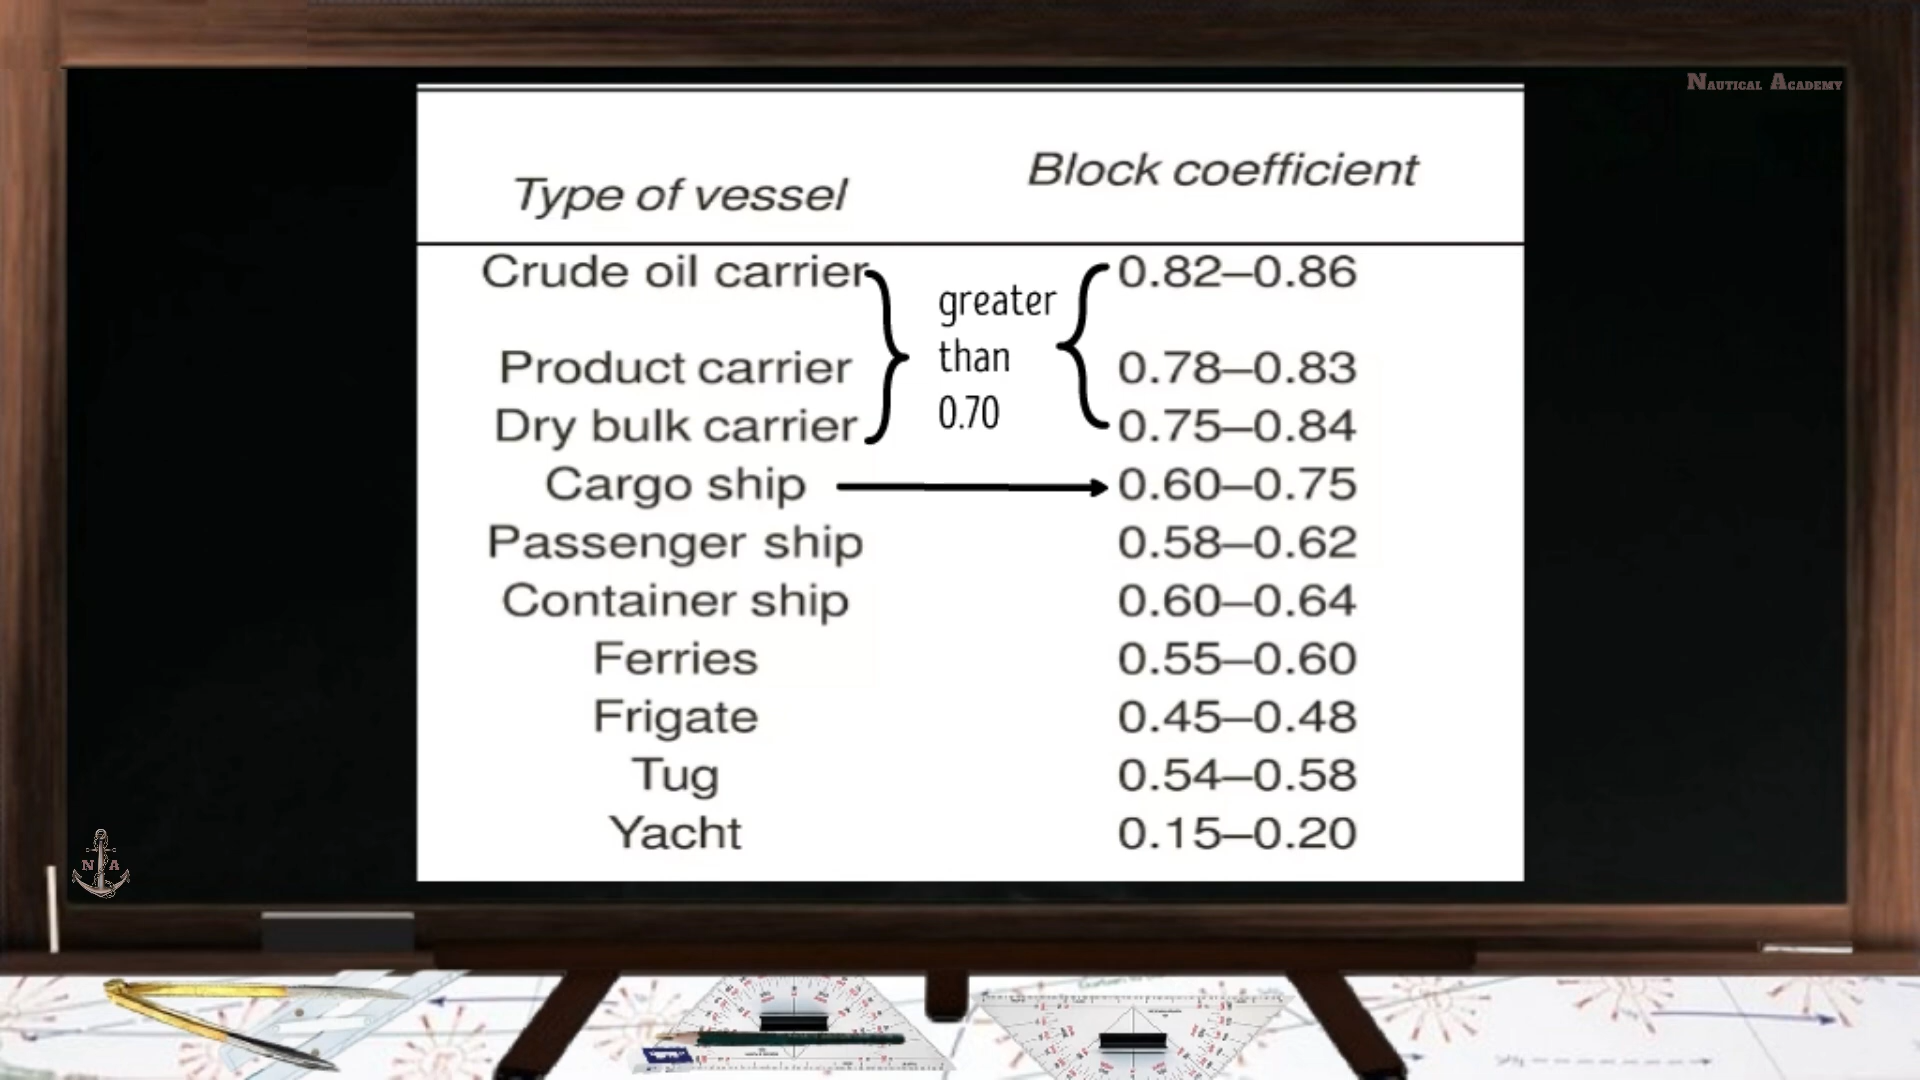 Nautical Academy
Type of vessel Block coefficient
Crude oil carrier 0.82–0.86
greater
than
0.70
Product carrier 0.78–0.83
Dry bulk carrier 0.75–0.84
Cargo ship 0.60–0.75
Passenger ship 0.58–0.62
Container ship 0.60–0.64
Ferries 0.55–0.60
Frigate 0.45–0.48
Tug 0.54–0.58
Yacht 0.15–0.20
N A